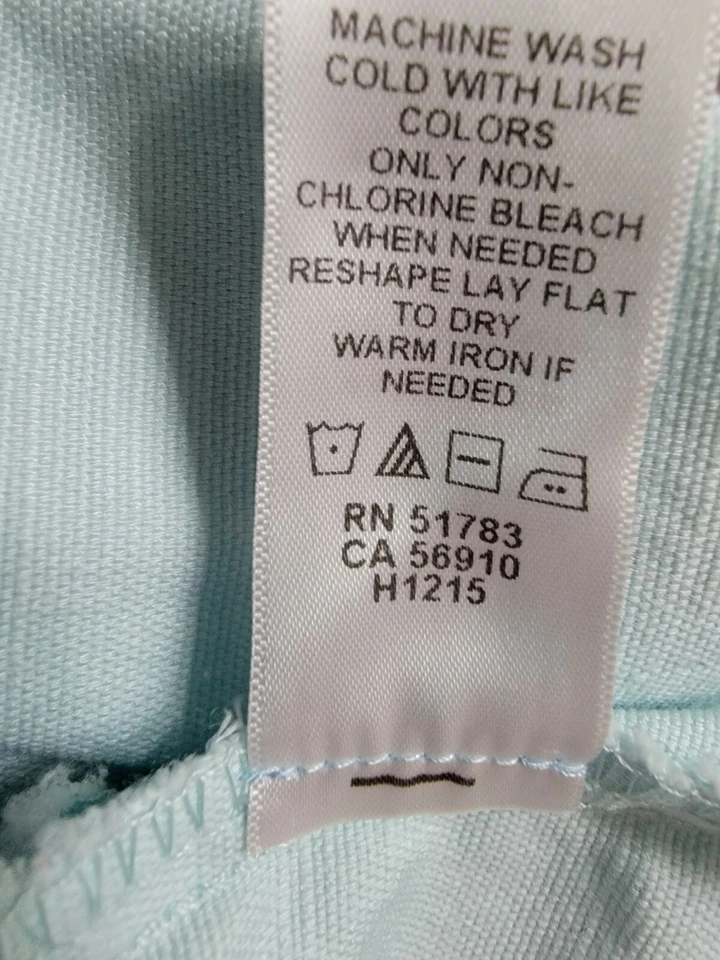 MACHINE WASH
COLD WITH LIKE
COLORS
ONLY NON-
CHLORINE BLEACH
WHEN NEEDED
RESHAPE LAY FLAT
TO DRY
WARM IRON IF
NEEDED
RN 51783
CA 56910
H1215